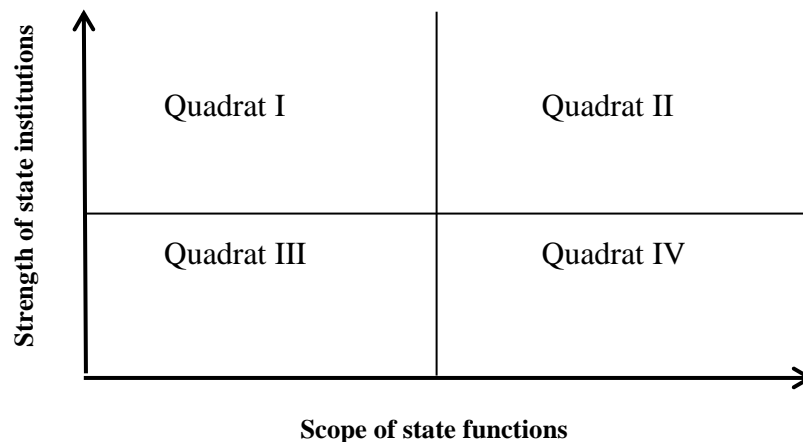 Strength of state institutions
Quadrat I
Quadrat II
Quadrat III
Quadrat IV
Scope of state functions